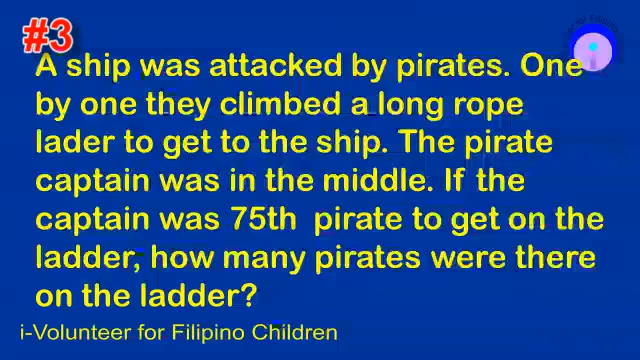 #3
A ship was attacked by pirates. One
by one they climbed a long rope
lader to get to the ship. The pirate
captain was in the middle. If the
captain was 75th pirate to get on the
ladder, how many pirates were there
on the ladder?
i-Volunteer for Filipino Children